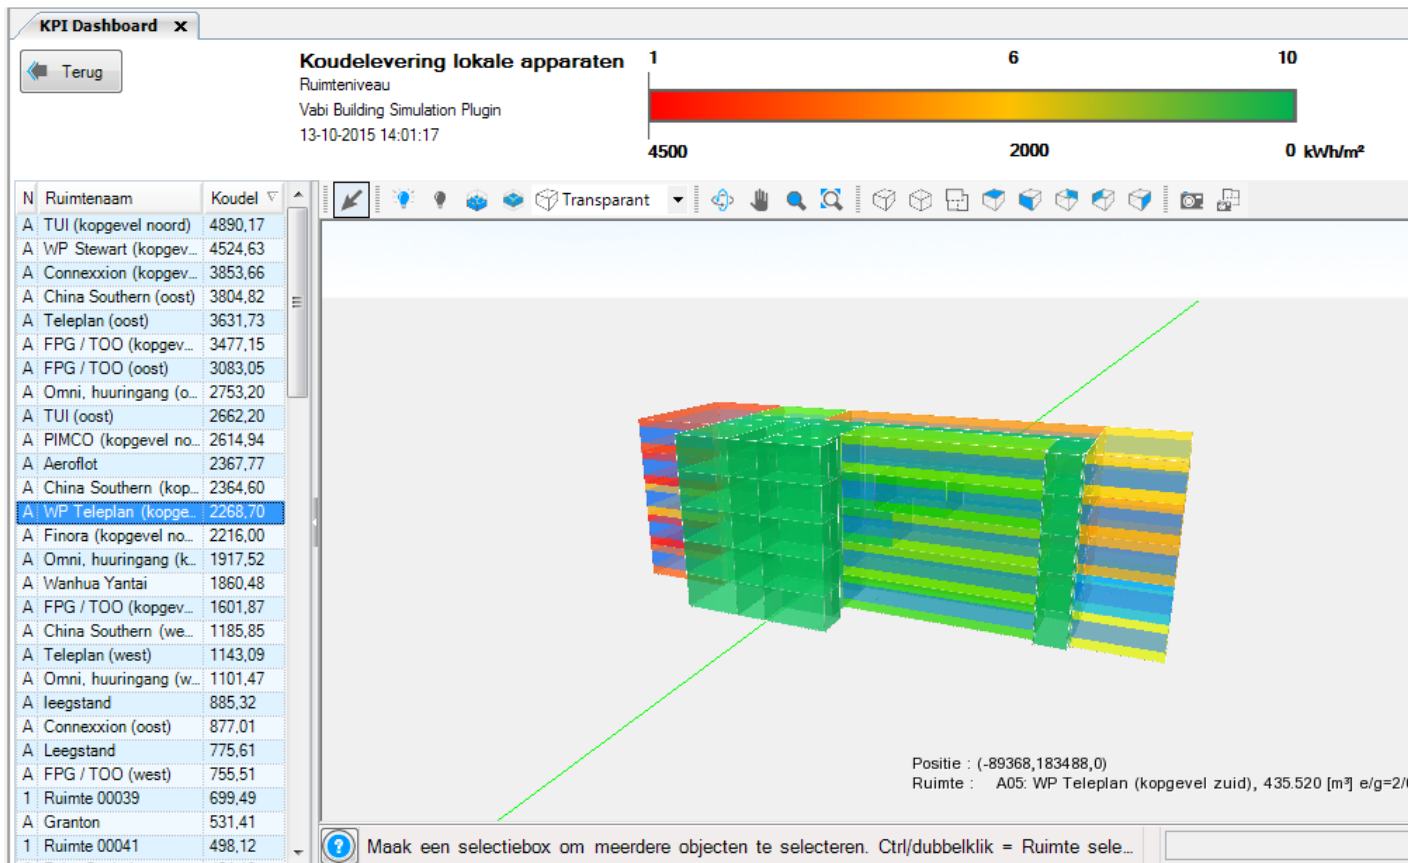 KPI Dashboard X
Terug
Koudelevering lokale apparaten
Ruimteniveau
Vabi Building Simulation Plugin
13-10-2015 14:01:17
1 6 10
4500 2000 0 kWh/m²
N Ruimtenaam Koudel
A TUI (kopgevel noord) 4890,17
A WP Stewart (kopgev... 4524,63
A Connexxion (kopgev... 3853,66
A China Southern (oost) 3804,82
A Teleplan (oost) 3631,73
A FPG / TOO (kopgev... 3477,15
A FPG / TOO (oost) 3083,05
A Omni, huuringang (o... 2753,20
A TUI (oost) 2662,20
A PIMCO (kopgevel no... 2614,94
A Aeroflot 2367,77
A China Southern (kop... 2364,60
A WP Teleplan (kopge... 2268,70
A Finora (kopgevel no... 2216,00
A Omni, huuringang (k... 1917,52
A Wanhua Yantai 1860,48
A FPG / TOO (kopgev... 1601,87
A China Southern (we... 1185,85
A Teleplan (west) 1143,09
A Omni, huuringang (w... 1101,47
A leegstand 885,32
A Connexxion (oost) 877,01
A Leegstand 775,61
A FPG / TOO (west) 755,51
1 Ruimte 00039 699,49
A Granton 531,41
1 Ruimte 00041 498,12
Transparant
Positie : (-89368,183488,0)
Ruimte : A05: WP Teleplan (kopgevel zuid), 435.520 [m³] e/g=2/
Maak een selectiebox om meerdere objecten te selecteren. Ctrl/dubbelklik = Ruimte sele...